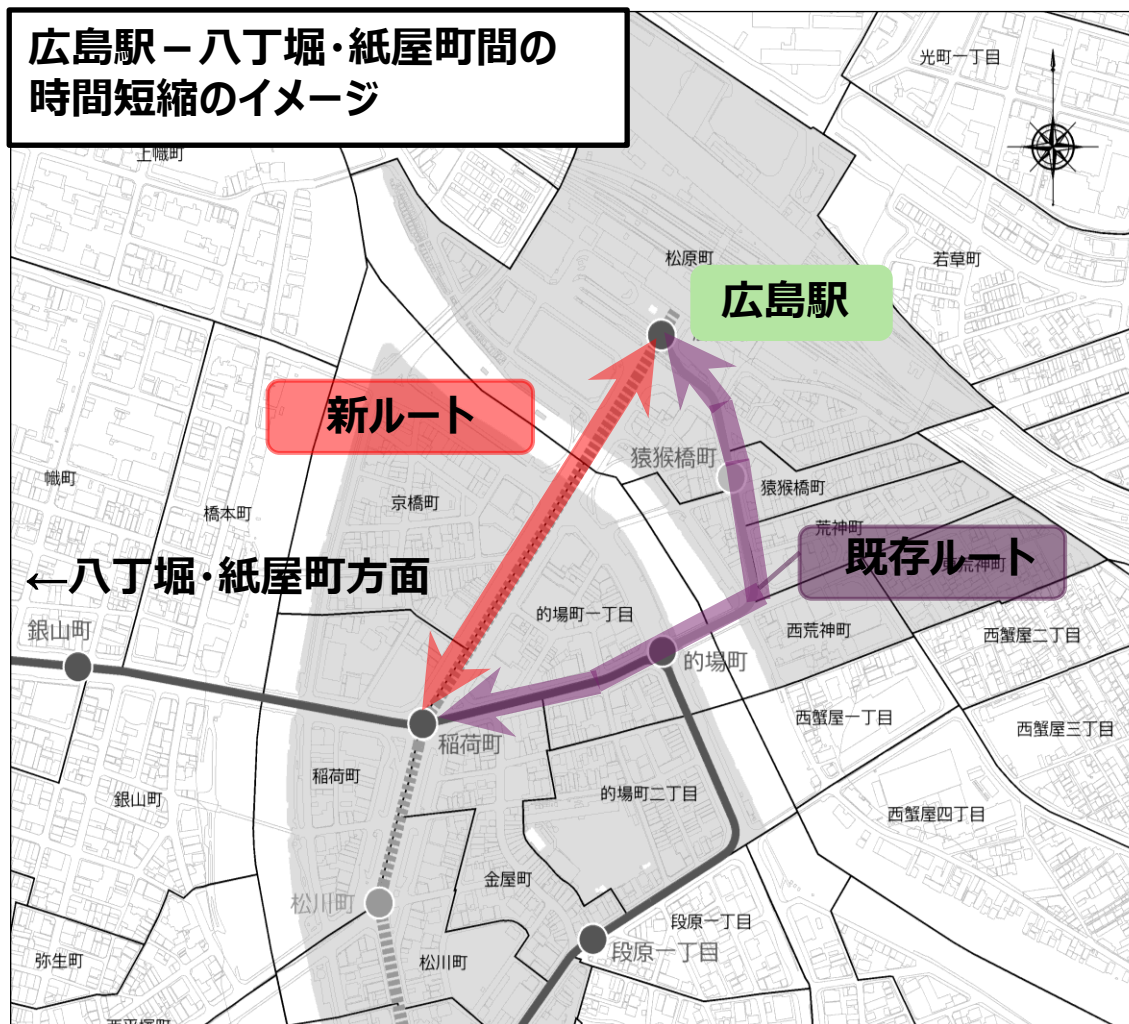 広島駅－八丁堀・紙屋町間の
時間短縮のイメージ
光町一丁目
上幟町
松原町
若草町
広島駅
新ルート
猿猴橋町
猿猴橋町
幟町
橋本町
京橋町
荒神町
既存ルート
←八丁堀・紙屋町方面
的場町一丁目
西荒神町
西蟹屋二丁目
銀山町
的場町
西蟹屋一丁目
西蟹屋三丁目
稲荷町
稲荷町
銀山町
的場町二丁目
西蟹屋四丁目
金屋町
松川町
段原一丁目
段原一丁目
弥生町
松川町
西平塚町